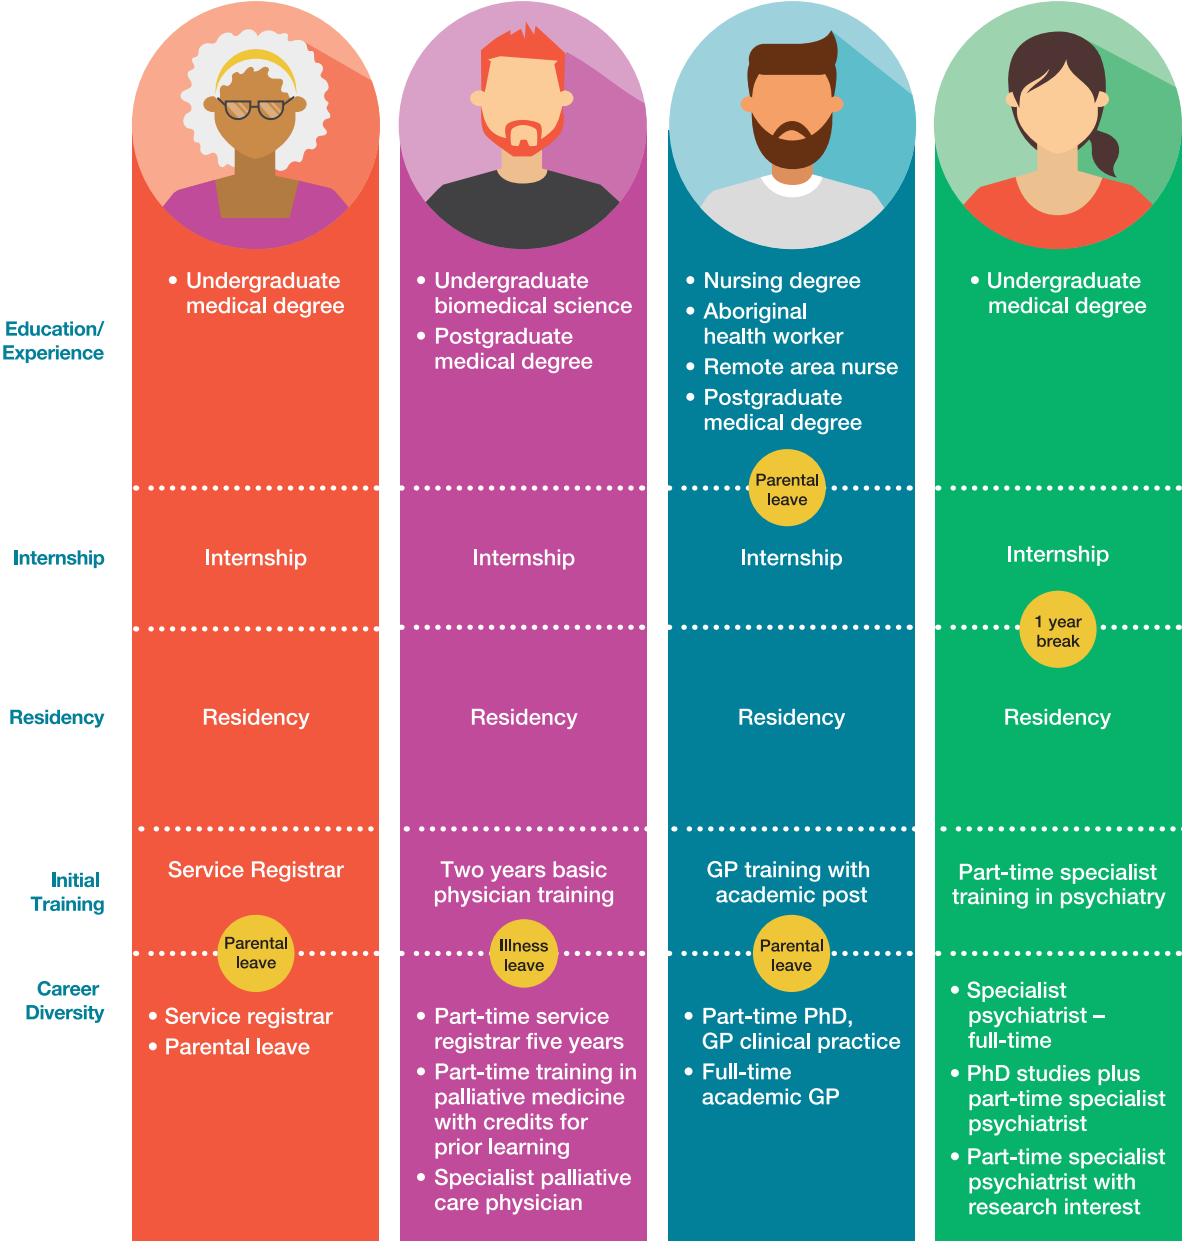 Education/
Experience
• Undergraduate
medical degree
• Undergraduate
biomedical science
• Postgraduate
medical degree
• Nursing degree
• Aboriginal
health worker
• Remote area nurse
• Postgraduate
medical degree
• Undergraduate
medical degree
Parental
leave
Internship
Internship
Internship
Internship
Internship
1 year
break
Residency
Residency
Residency
Residency
Residency
Initial
Training
Service Registrar
Two years basic
physician training
GP training with
academic post
Part-time specialist
training in psychiatry
Parental
leave
Illness
leave
Parental
leave
Career
Diversity
• Service registrar
• Parental leave
• Part-time service
registrar five years
• Part-time training in
palliative medicine
with credits for
prior learning
• Specialist palliative
care physician
• Part-time PhD,
GP clinical practice
• Full-time
academic GP
• Specialist
psychiatrist –
full-time
• PhD studies plus
part-time specialist
psychiatrist
• Part-time specialist
psychiatrist with
research interest